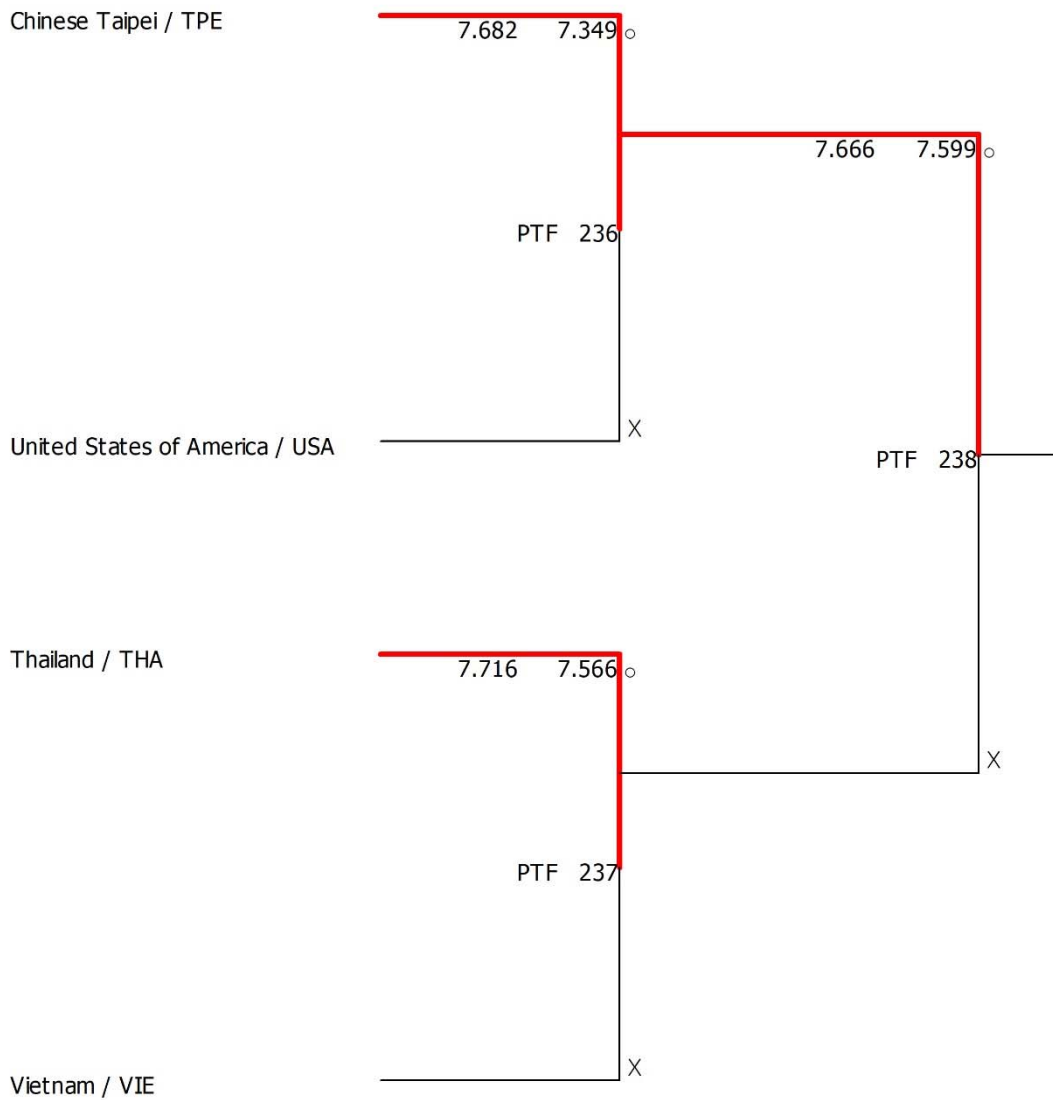 Chinese Taipei / TPE
7.682 7.349 ○
7.666 7.599 ○
PTF 236
X
United States of America / USA
PTF 238
Thailand / THA
7.716 7.566 ○
X
PTF 237
X
Vietnam / VIE